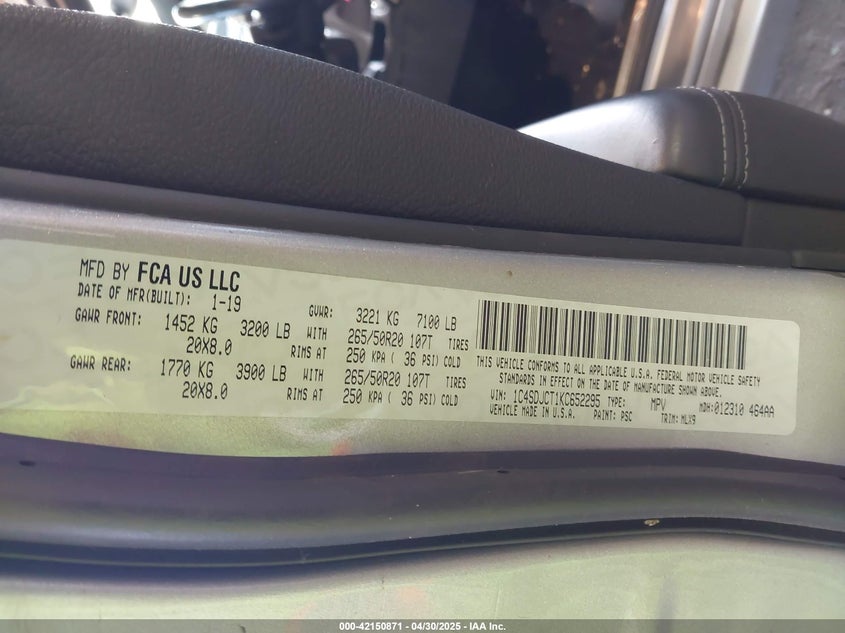 MFD BY FCA US LLC
DATE OF MFR(BUILT): 1-19 GVWR: 3221 KG 7100 LB
GAWR FRONT: 1452 KG 3200 LB WITH 265/50R20 107T TIRES
20X8.0 RIMS AT 250 KPA ( 36 PSI) COLD
GAWR REAR: 1770 KG 3900 LB WITH 265/50R20 107T TIRES
20X8.0 RIMS AT 250 KPA ( 36 PSI) COLD
THIS VEHICLE CONFORMS TO ALL APPLICABLE U.S.A. FEDERAL MOTOR VEHICLE SAFETY
STANDARDS IN EFFECT ON THE DATE OF MANUFACTURE SHOWN ABOVE.
VIN: 1C4SDJCT1KC652295 TYPE: MPV MDH:012310 464AA
VEHICLE MADE IN U.S.A. PAINT: PSC TRIM: MLX9
000-42150871 - 04/30/2025 - IAA Inc.